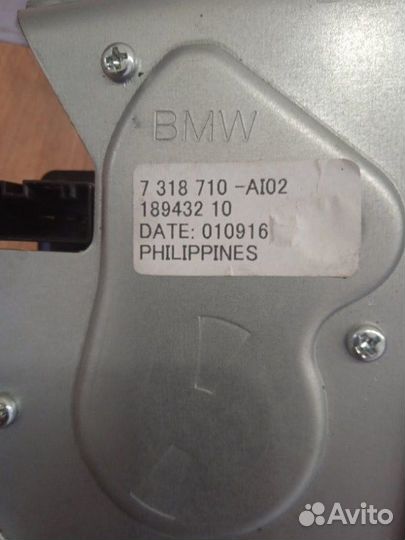 BMW
7 318 710 -AI02
189432 10
DATE: 010916
PHILIPPINES
Avito